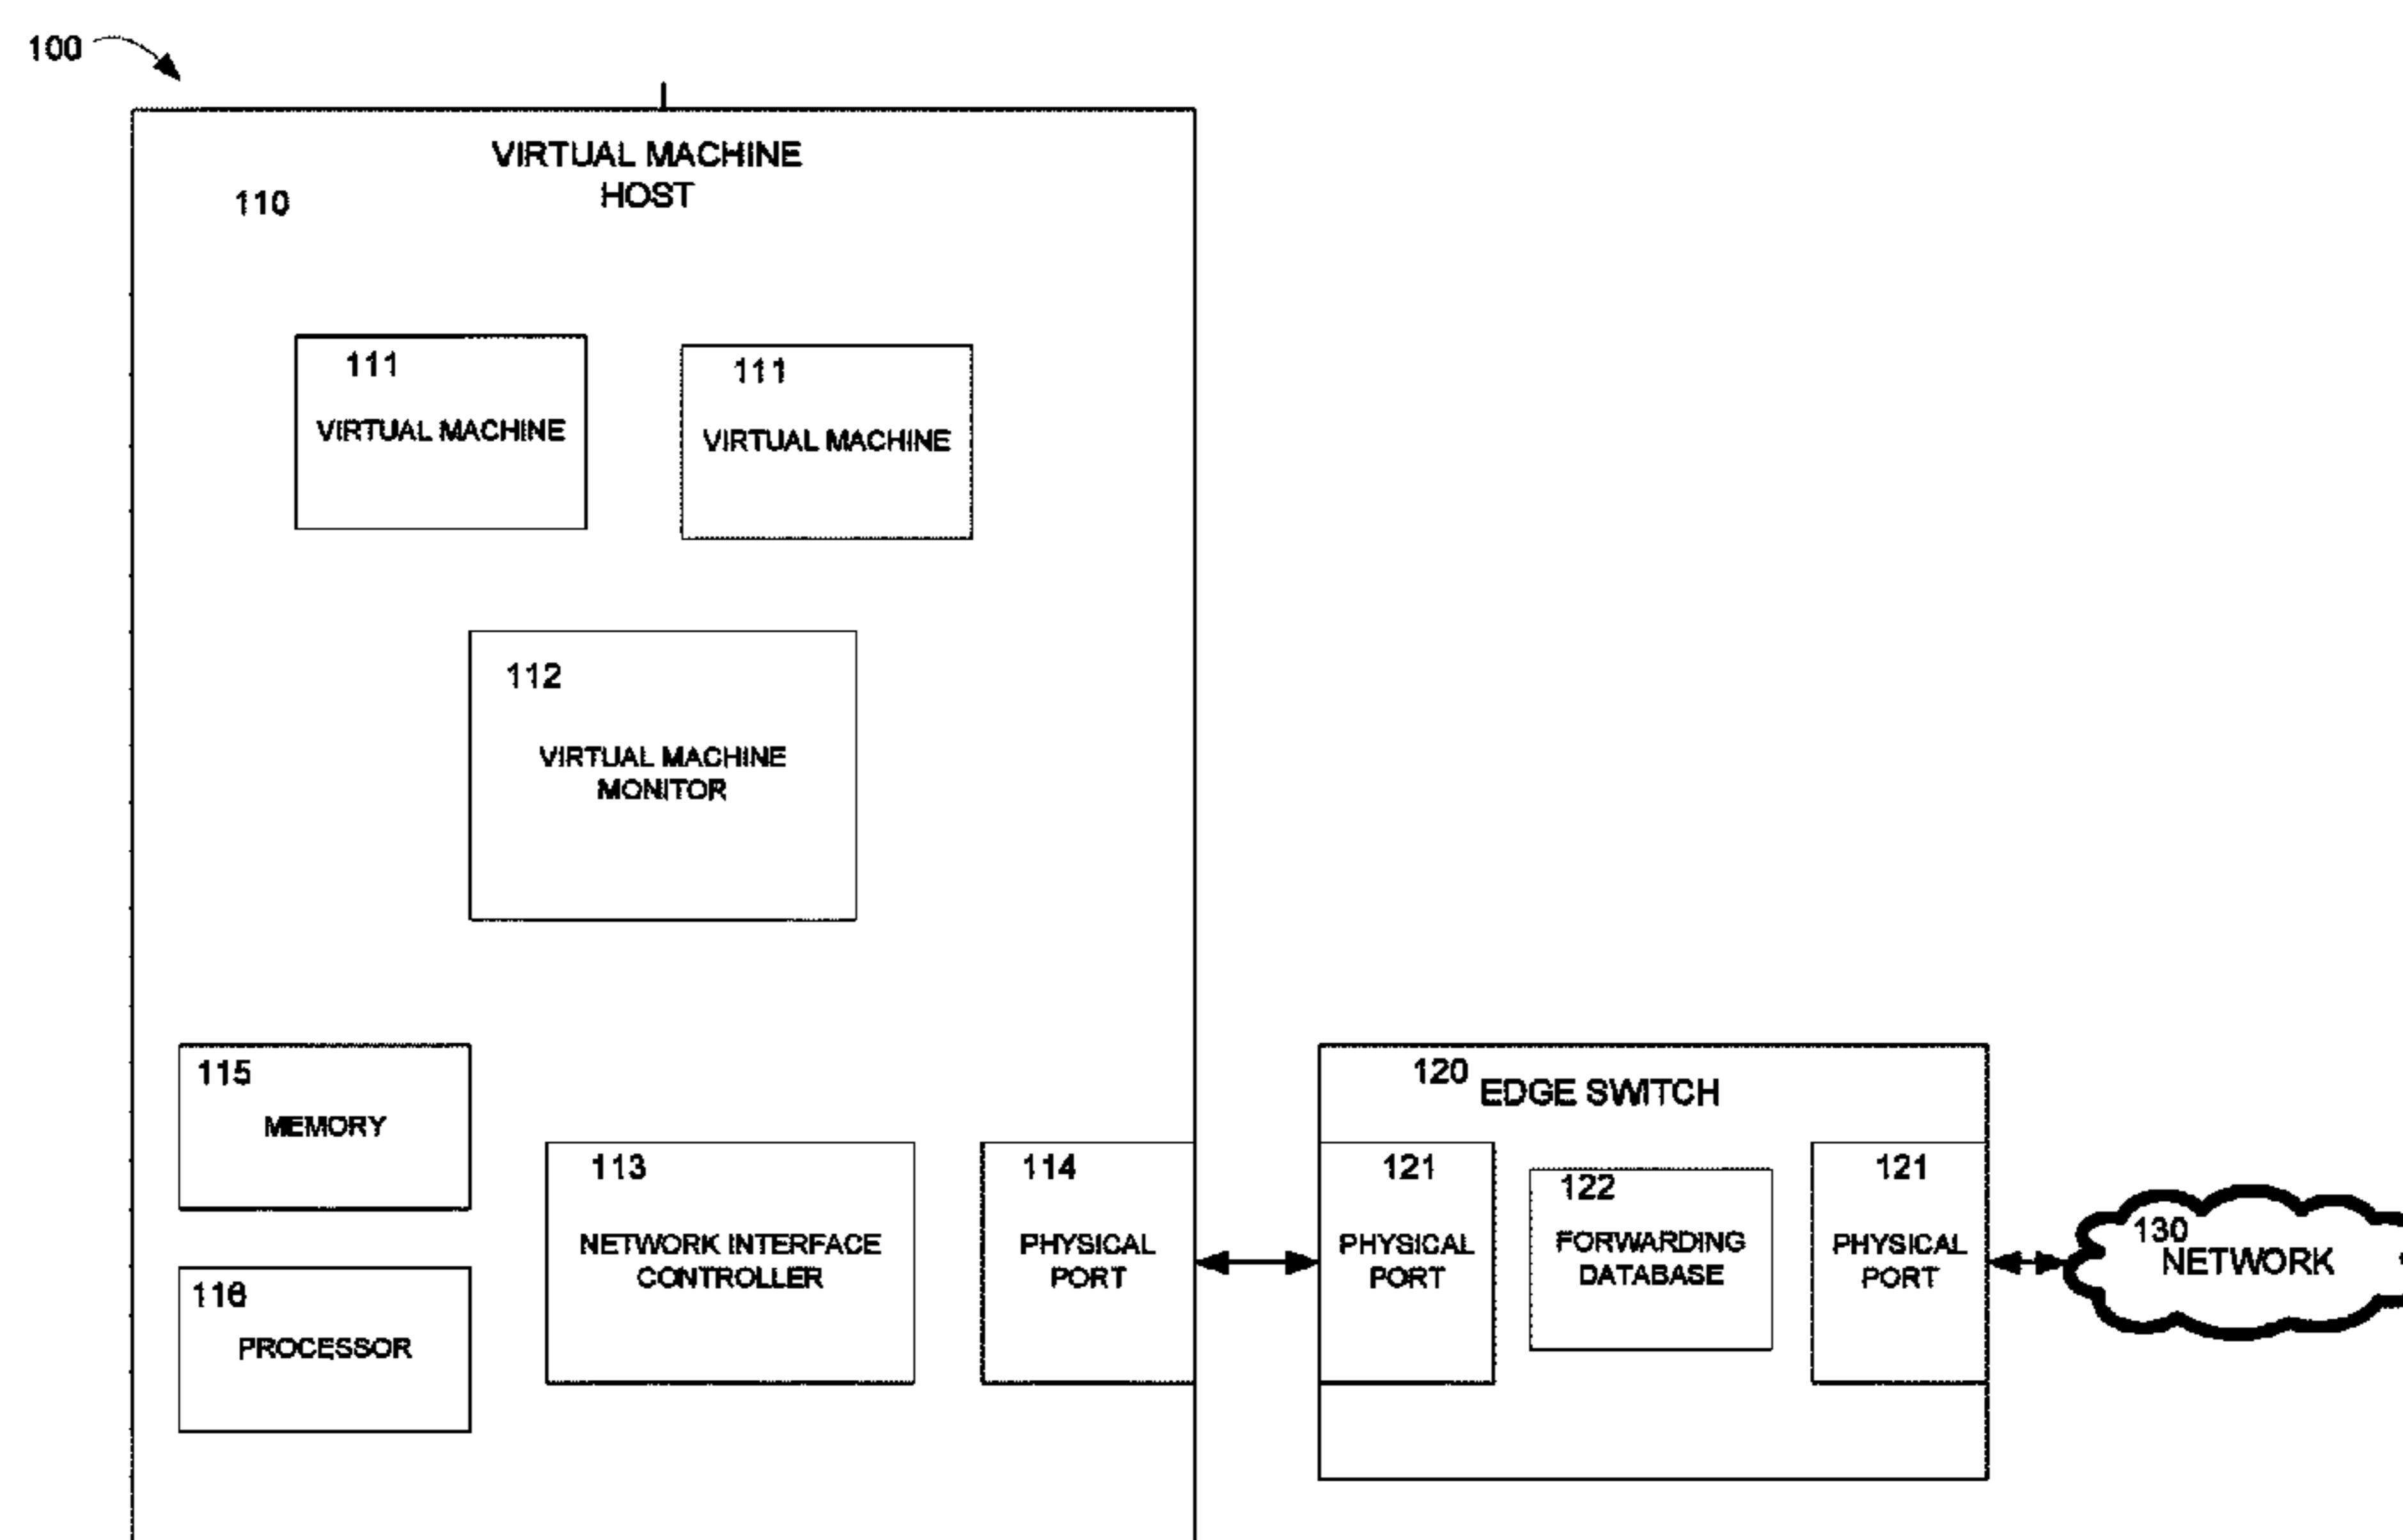 100
VIRTUAL MACHINE
HOST
110
111
VIRTUAL MACHINE
111
VIRTUAL MACHINE
112
VIRTUAL MACHINE
MONITOR
115
MEMORY
116
PROCESSOR
113
NETWORK INTERFACE
CONTROLLER
114
PHYSICAL
PORT
120
EDGE SWITCH
121
PHYSICAL
PORT
122
FORWARDING
DATABASE
121
PHYSICAL
PORT
130
NETWORK